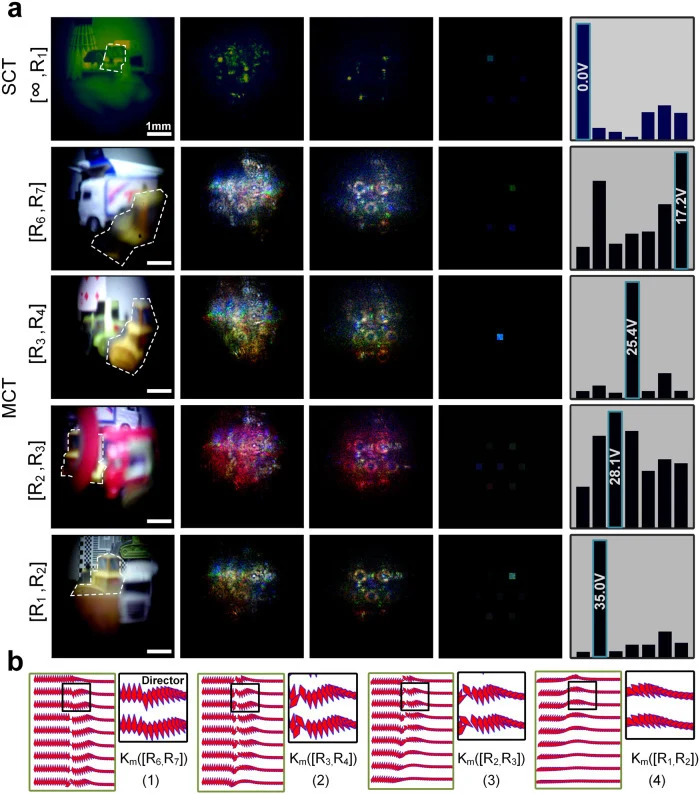 a
SCT
[∞,R1]
1mm
0.0V
MCT
[R6,R7]
17.2V
[R3,R4]
25.4V
[R2,R3]
28.1V
[R1,R2]
35.0V
b
Director
Km([R6,R7])
(1)
Km([R3,R4])
(2)
Km([R2,R3])
(3)
Km([R1,R2])
(4)